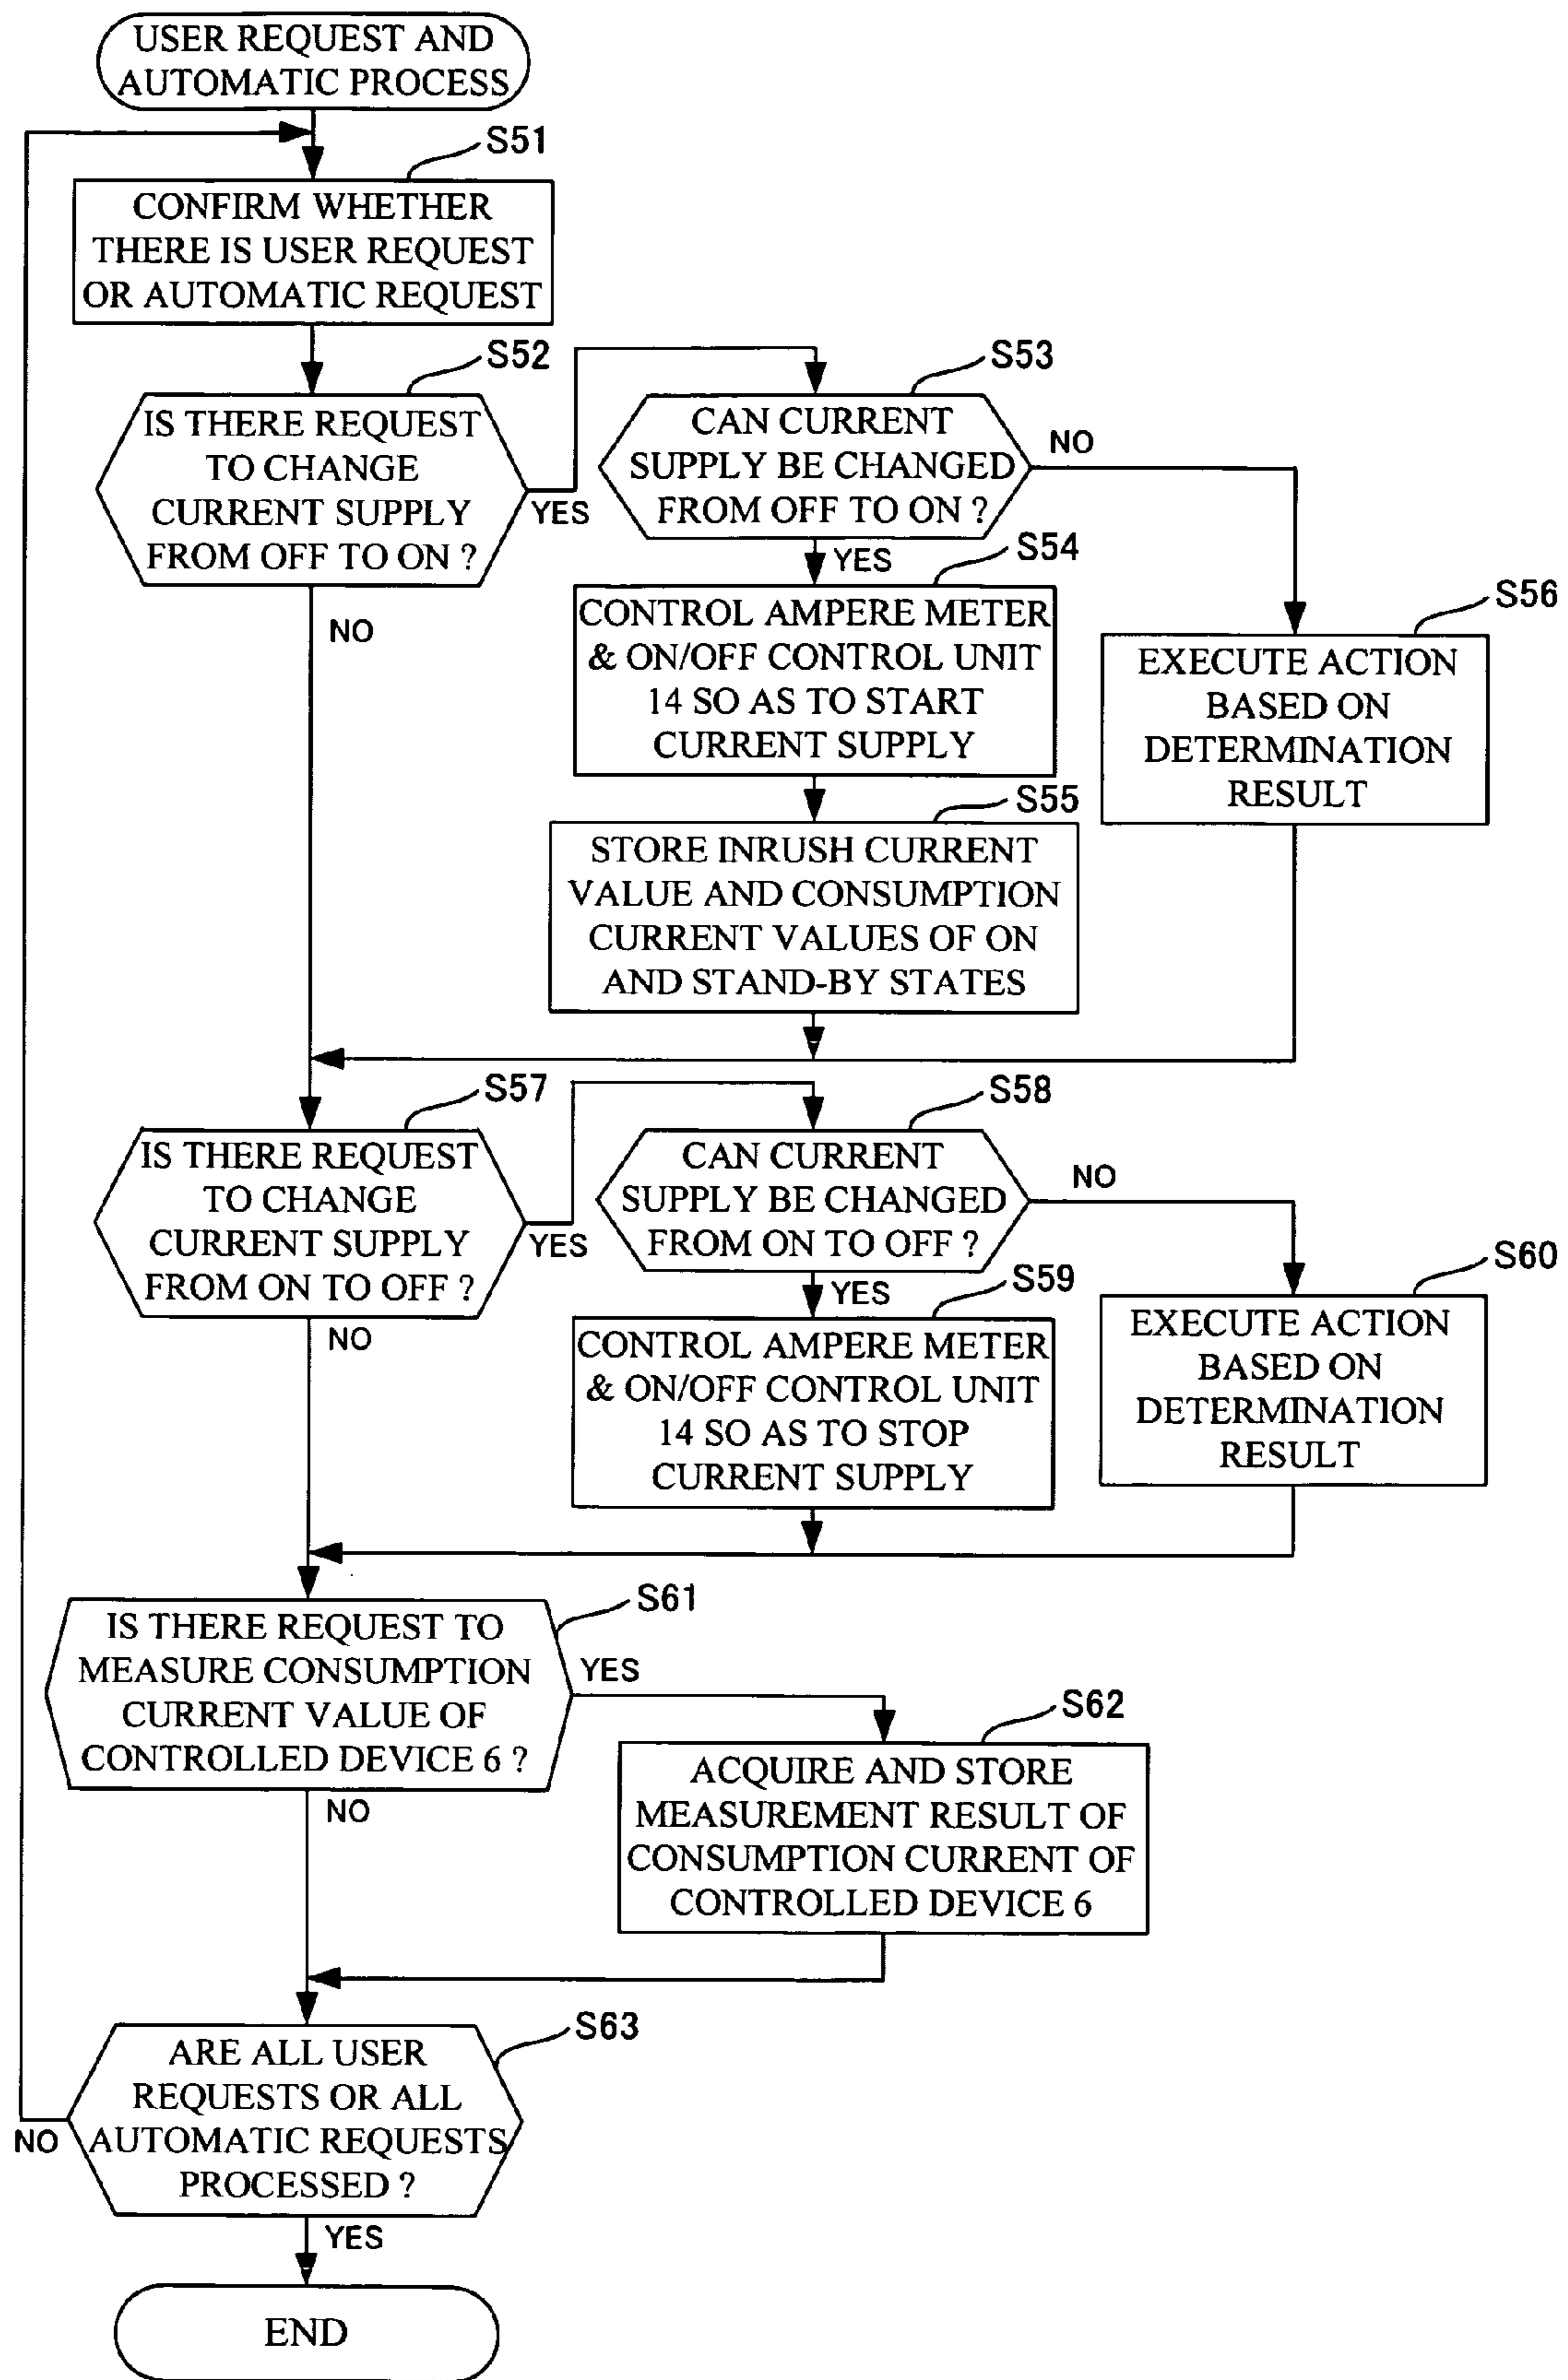 USER REQUEST AND
AUTOMATIC PROCESS
S51
CONFIRM WHETHER
THERE IS USER REQUEST
OR AUTOMATIC REQUEST
S52
IS THERE REQUEST
TO CHANGE
CURRENT SUPPLY
FROM OFF TO ON ?
YES
NO
S53
CAN CURRENT
SUPPLY BE CHANGED
FROM OFF TO ON ?
NO
YES
S54
CONTROL AMPERE METER
& ON/OFF CONTROL UNIT
14 SO AS TO START
CURRENT SUPPLY
S56
EXECUTE ACTION
BASED ON
DETERMINATION
RESULT
S55
STORE INRUSH CURRENT
VALUE AND CONSUMPTION
CURRENT VALUES OF ON
AND STAND-BY STATES
S57
IS THERE REQUEST
TO CHANGE
CURRENT SUPPLY
FROM ON TO OFF ?
YES
NO
S58
CAN CURRENT
SUPPLY BE CHANGED
FROM ON TO OFF ?
NO
YES
S59
CONTROL AMPERE METER
& ON/OFF CONTROL UNIT
14 SO AS TO STOP
CURRENT SUPPLY
S60
EXECUTE ACTION
BASED ON
DETERMINATION
RESULT
S61
IS THERE REQUEST TO
MEASURE CONSUMPTION
CURRENT VALUE OF
CONTROLLED DEVICE 6 ?
YES
NO
S62
ACQUIRE AND STORE
MEASUREMENT RESULT OF
CONSUMPTION CURRENT OF
CONTROLLED DEVICE 6
S63
ARE ALL USER
REQUESTS OR ALL
AUTOMATIC REQUESTS
PROCESSED ?
NO
YES
END